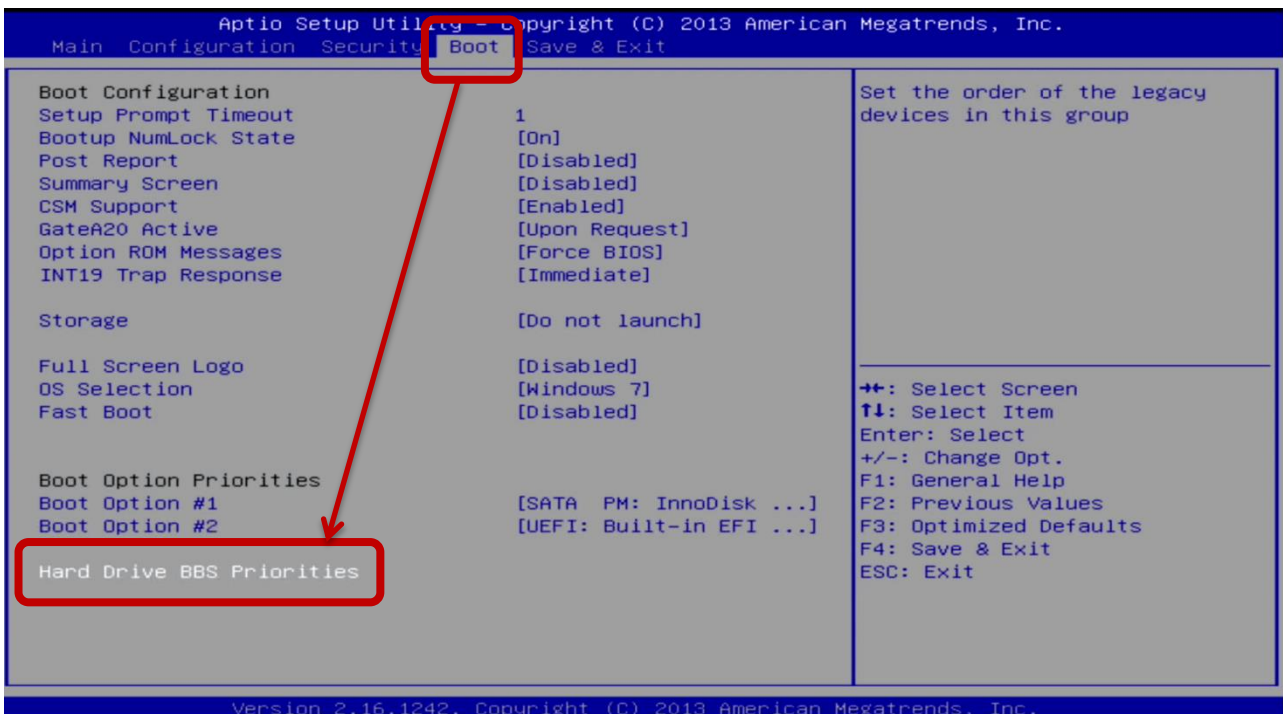 Aptio Setup Utility - Copyright (C) 2013 American Megatrends, Inc.
Main Configuration Security Boot Save & Exit
Boot Configuration
Setup Prompt Timeout 1
Bootup NumLock State [On]
Post Report [Disabled]
Summary Screen [Disabled]
CSM Support [Enabled]
GateA20 Active [Upon Request]
Option ROM Messages [Force BIOS]
INT19 Trap Response [Immediate]
Storage [Do not launch]
Full Screen Logo [Disabled]
OS Selection [Windows 7]
Fast Boot [Disabled]
Boot Option Priorities
Boot Option #1 [SATA PM: InnoDisk ...]
Boot Option #2 [UEFI: Built-in EFI ...]
Hard Drive BBS Priorities
Set the order of the legacy
devices in this group
→←: Select Screen
↑↓: Select Item
Enter: Select
+/-: Change Opt.
F1: General Help
F2: Previous Values
F3: Optimized Defaults
F4: Save & Exit
ESC: Exit
Version 2.16.1242. Copyright (C) 2013 American Megatrends, Inc.